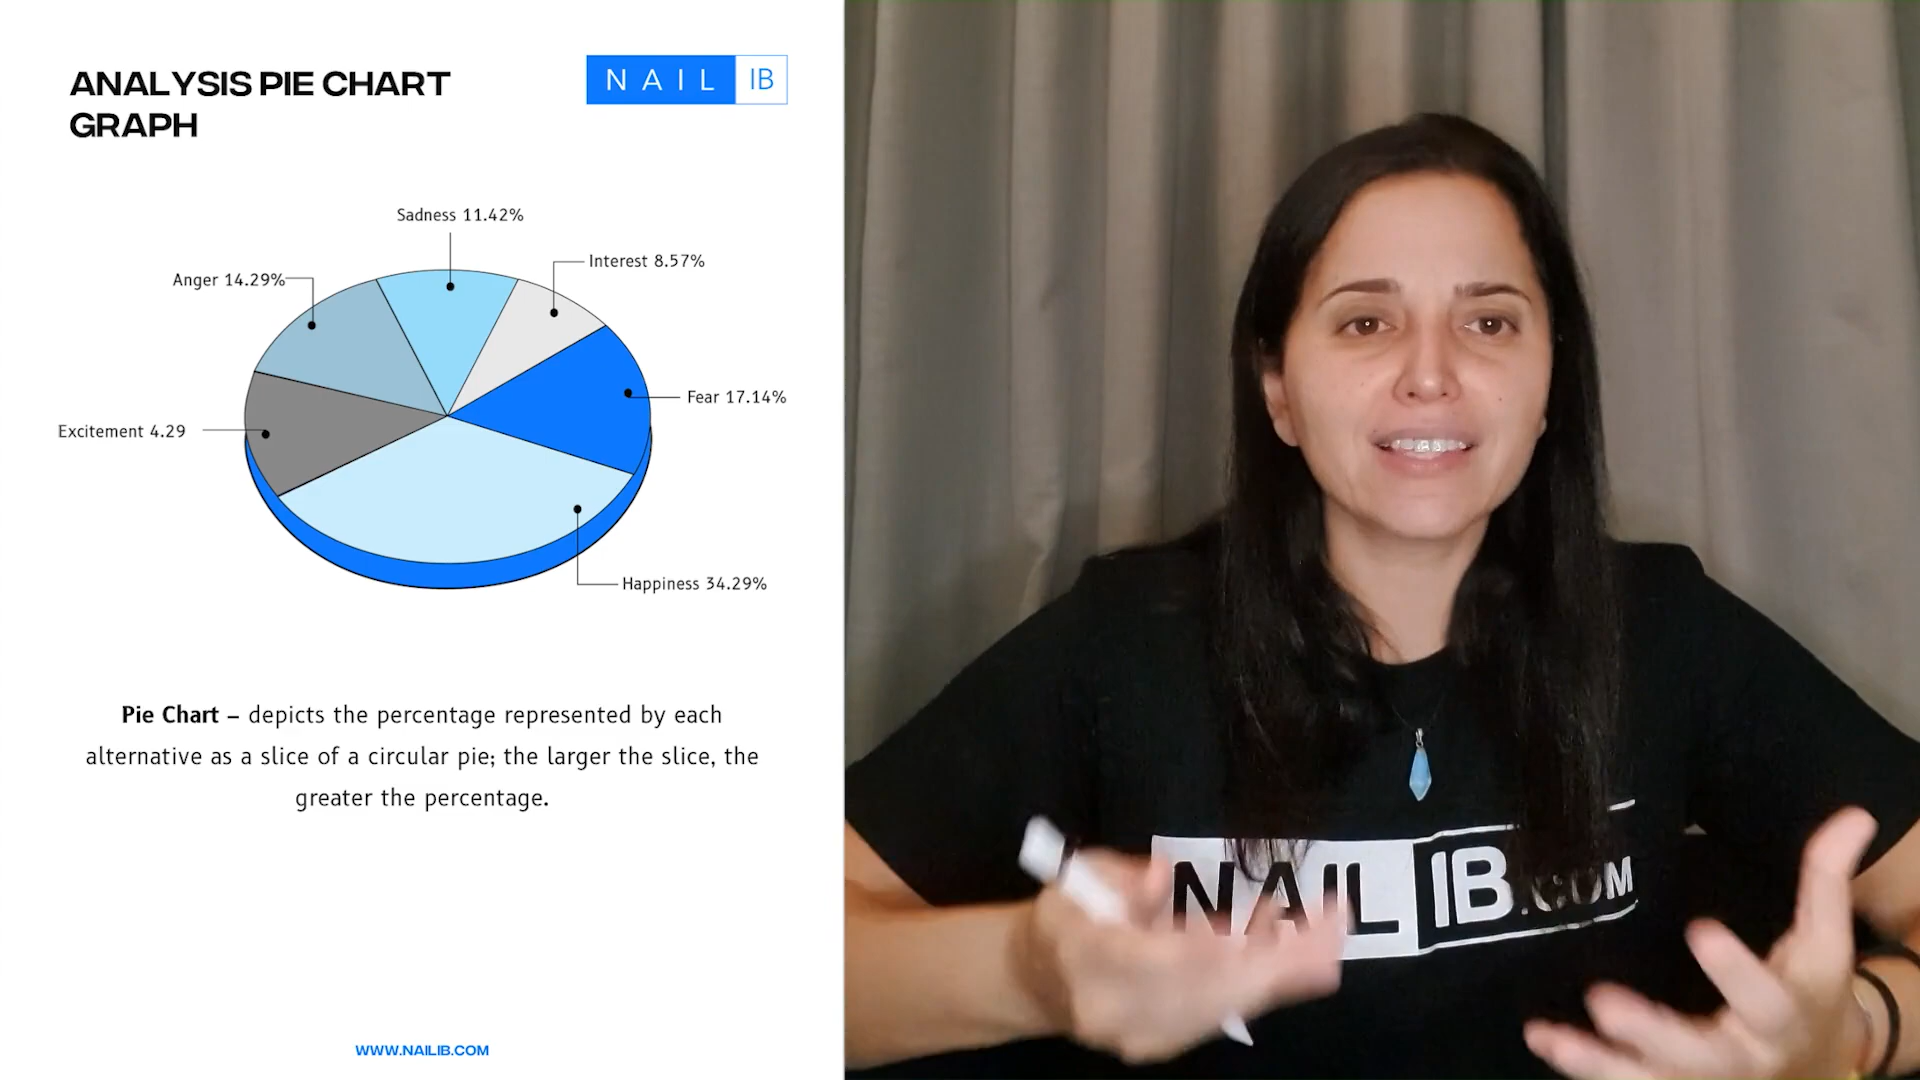 ANALYSIS PIE CHART
GRAPH
NAIL IB
Sadness 11.42%
Interest 8.57%
Anger 14.29%
Fear 17.14%
Excitement 4.29
Happiness 34.29%
Pie Chart – depicts the percentage represented by each
alternative as a slice of a circular pie; the larger the slice, the
greater the percentage.
WWW.NAILIB.COM
NAIL IB.COM